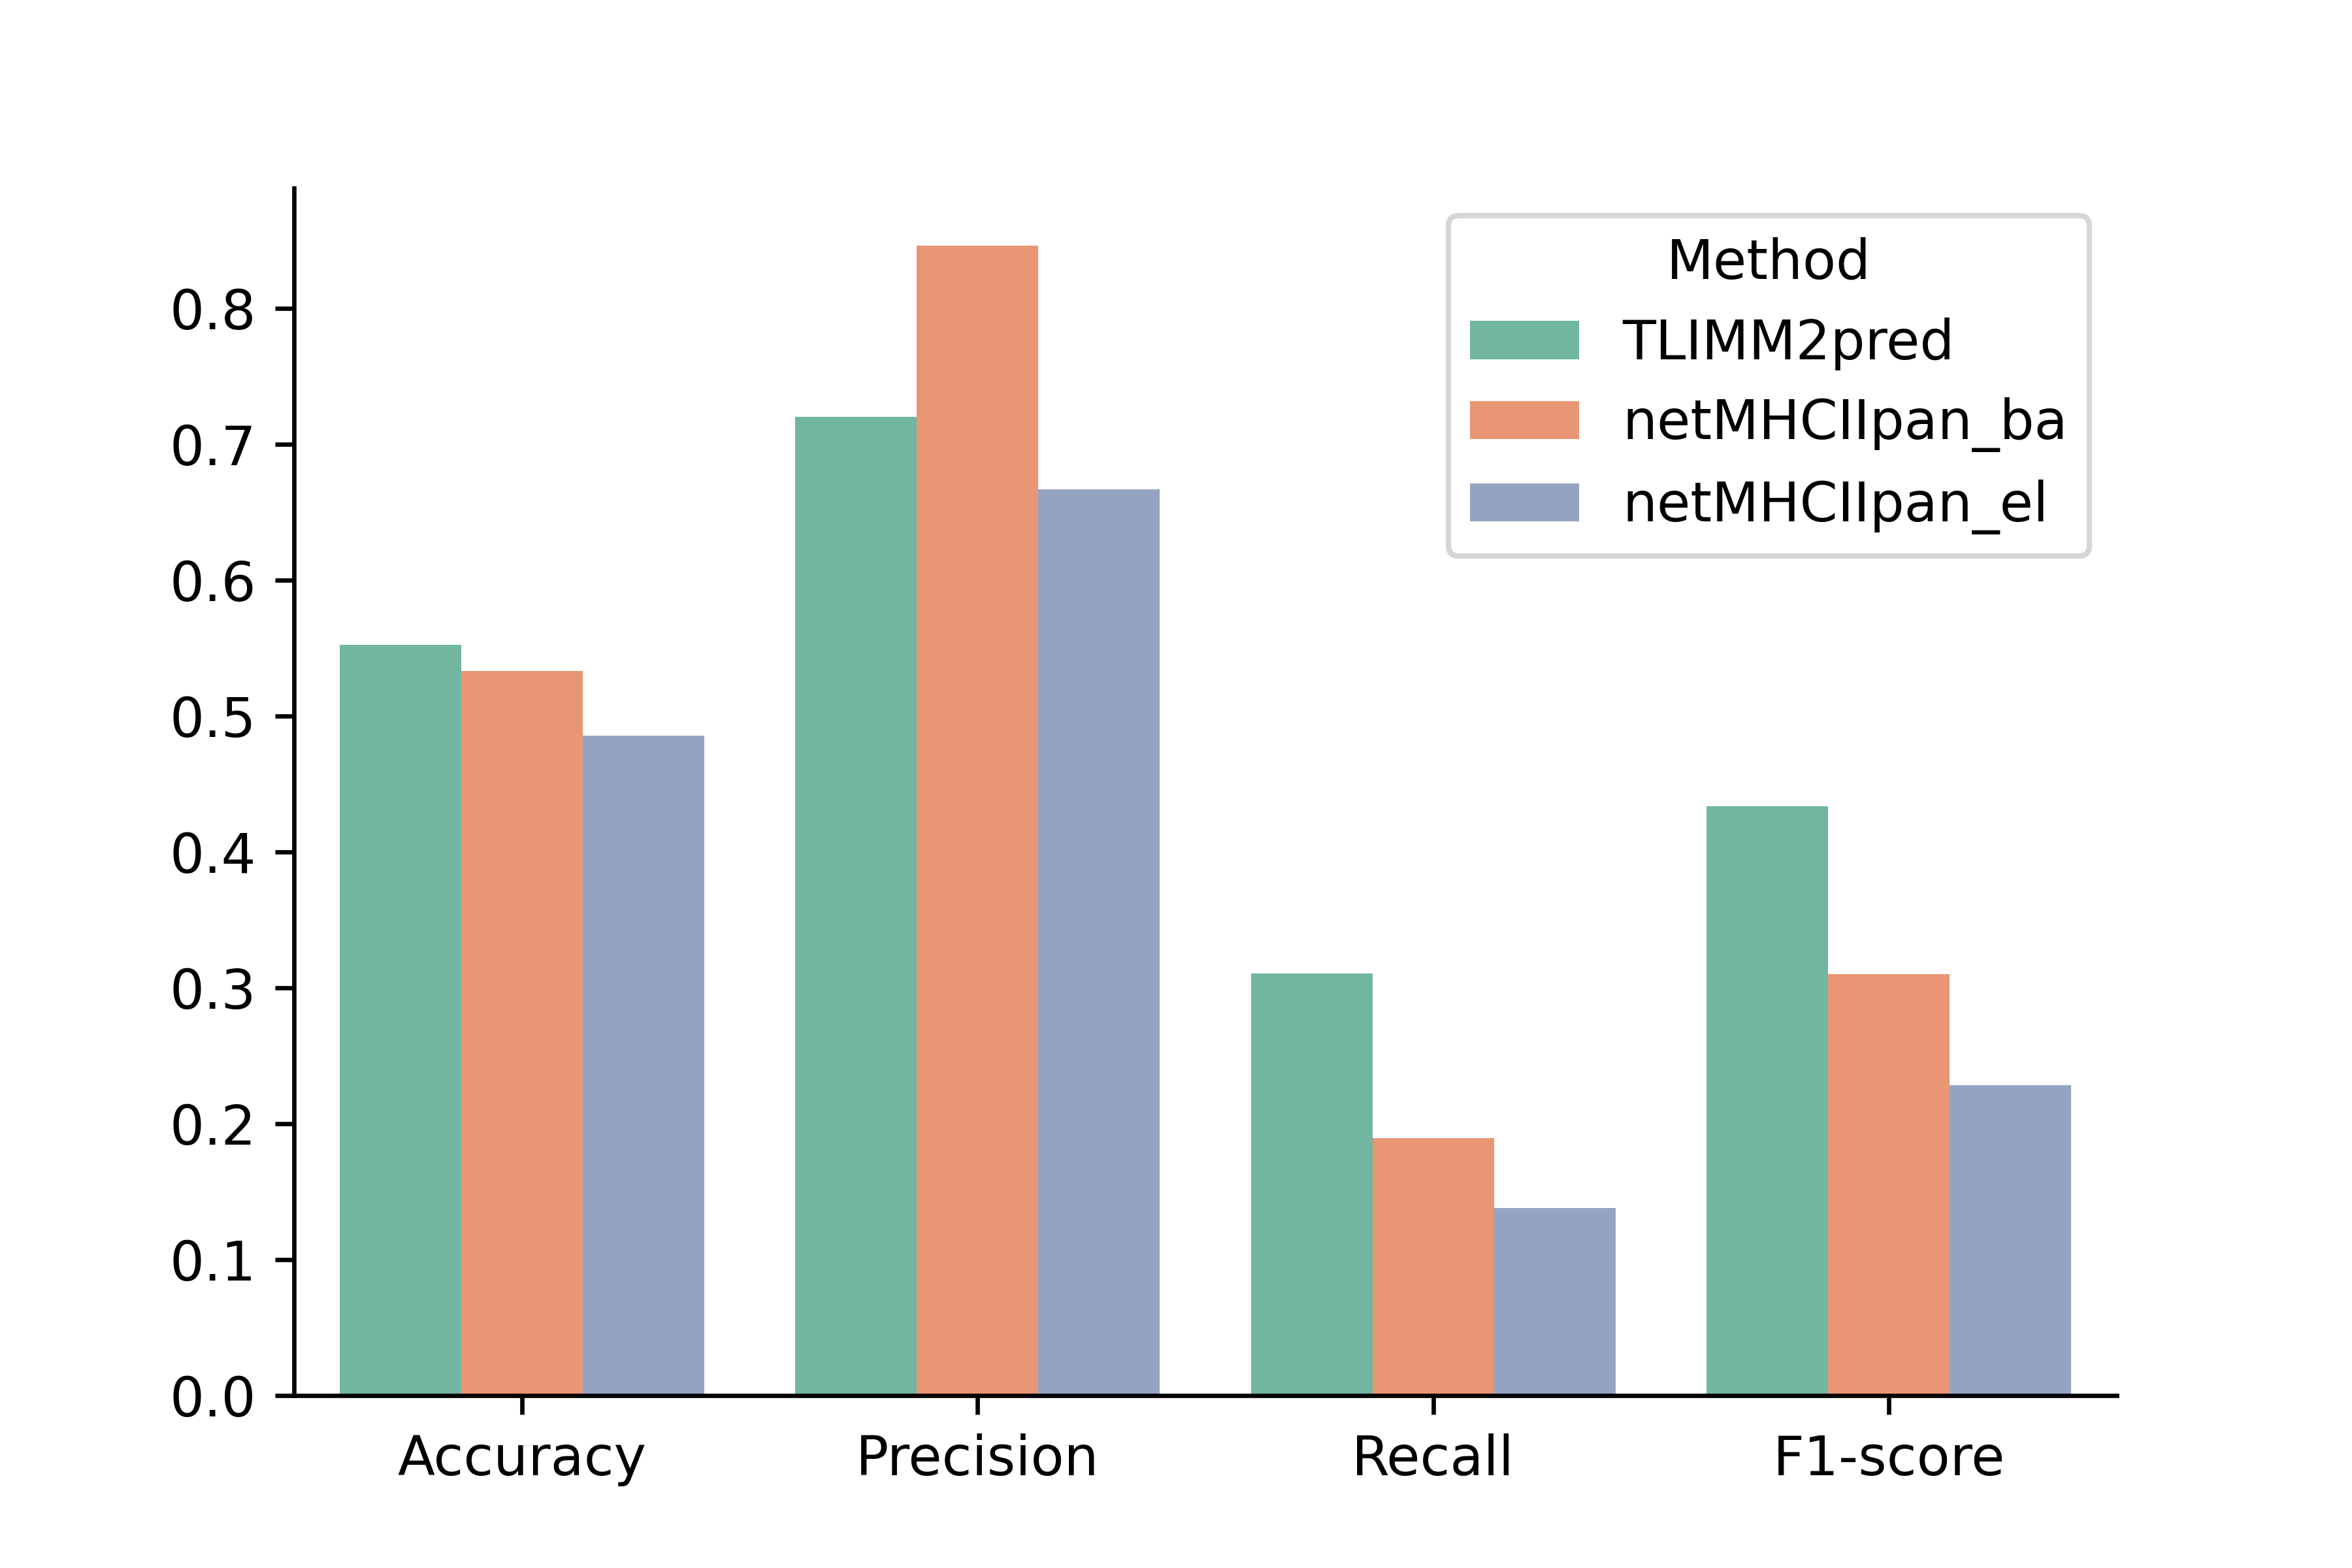 Method
TLIMM2pred
netMHCIIpan_ba
netMHCIIpan_el
0.8
0.7
0.6
0.5
0.4
0.3
0.2
0.1
0.0
Accuracy Precision Recall F1-score